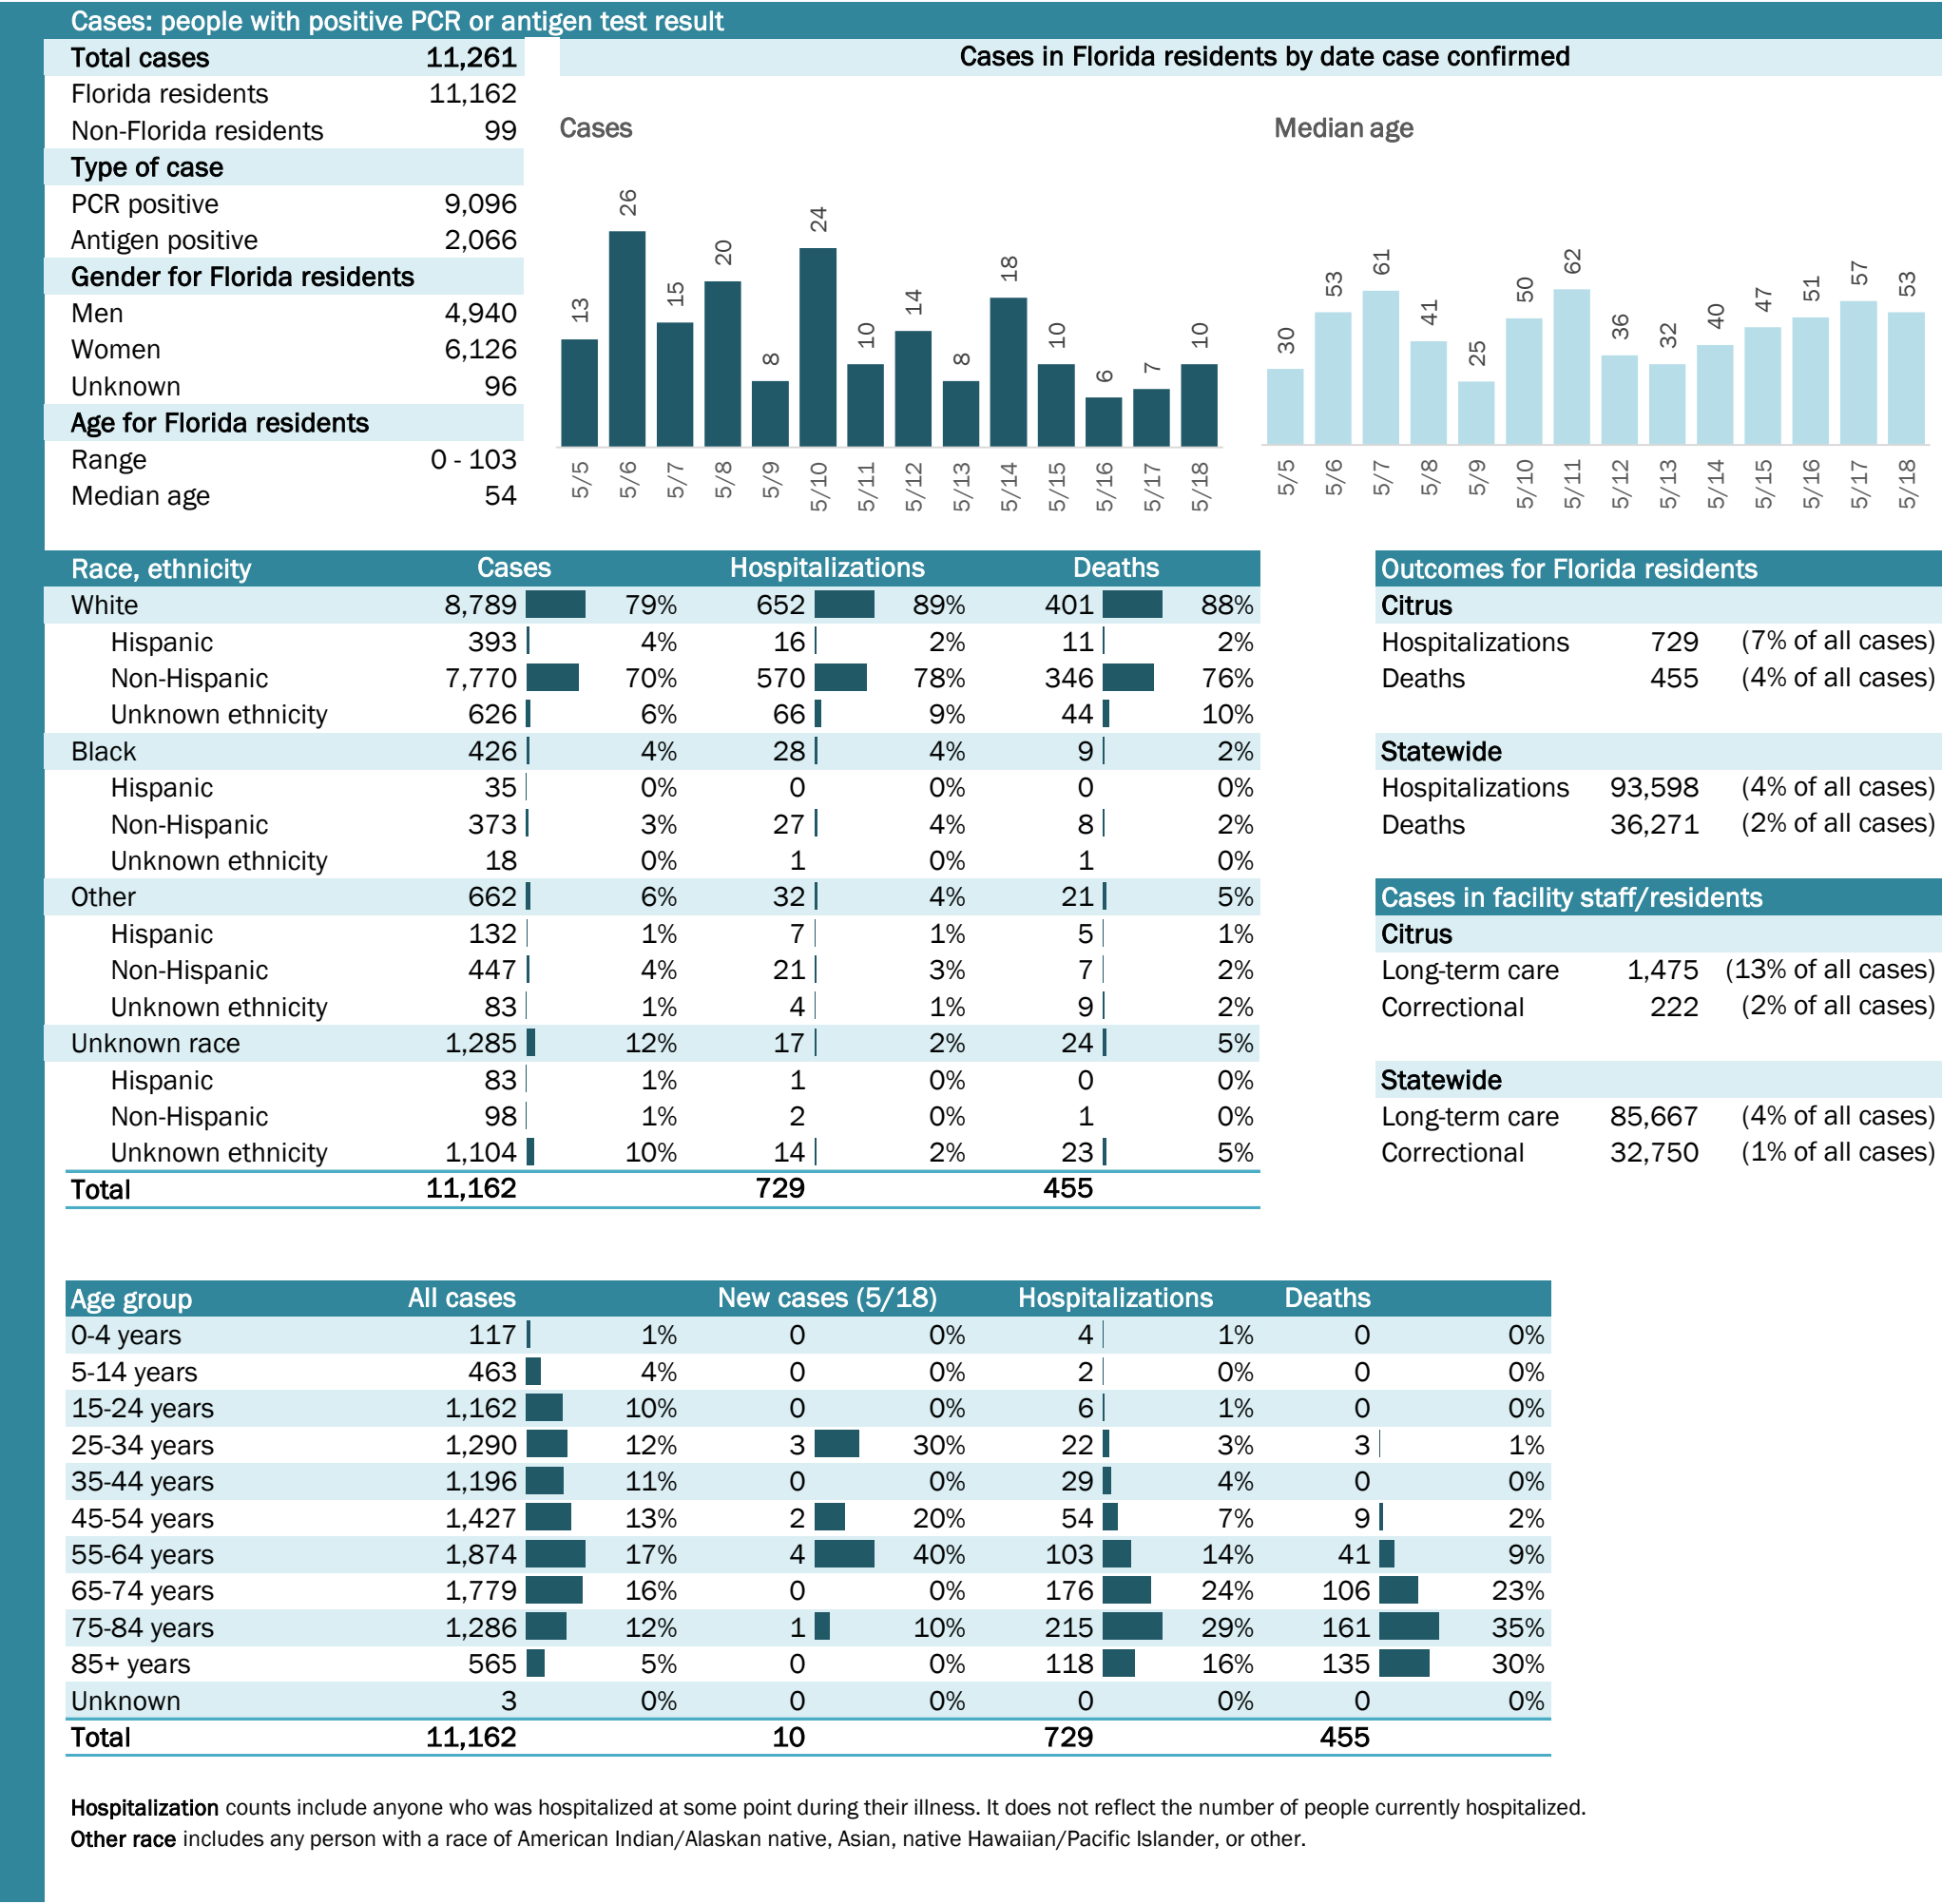 Cases: people with positive PCR or antigen test result
Total cases 11,261
Florida residents 11,162
Non-Florida residents 99
Type of case
PCR positive 9,096
Antigen positive 2,066
Gender for Florida residents
Men 4,940
Women 6,126
Unknown 96
Age for Florida residents
Range 0 - 103
Median age 54
Cases in Florida residents by date case confirmed
Cases
13 26 15 20 8 24 10 14 8 18 10 6 7 10
5/5 5/6 5/7 5/8 5/9 5/10 5/11 5/12 5/13 5/14 5/15 5/16 5/17 5/18
Median age
30 53 61 41 25 50 62 36 32 40 47 51 57 53
5/5 5/6 5/7 5/8 5/9 5/10 5/11 5/12 5/13 5/14 5/15 5/16 5/17 5/18
Race, ethnicity Cases Hospitalizations Deaths
White 8,789 79% 652 89% 401 88%
Hispanic 393 4% 16 2% 11 2%
Non-Hispanic 7,770 70% 570 78% 346 76%
Unknown ethnicity 626 6% 66 9% 44 10%
Black 426 4% 28 4% 9 2%
Hispanic 35 0% 0 0% 0 0%
Non-Hispanic 373 3% 27 4% 8 2%
Unknown ethnicity 18 0% 1 0% 1 0%
Other 662 6% 32 4% 21 5%
Hispanic 132 1% 7 1% 5 1%
Non-Hispanic 447 4% 21 3% 7 2%
Unknown ethnicity 83 1% 4 1% 9 2%
Unknown race 1,285 12% 17 2% 24 5%
Hispanic 83 1% 1 0% 0 0%
Non-Hispanic 98 1% 2 0% 1 0%
Unknown ethnicity 1,104 10% 14 2% 23 5%
Total 11,162 729 455
Outcomes for Florida residents
Citrus
Hospitalizations 729 (7% of all cases)
Deaths 455 (4% of all cases)
Statewide
Hospitalizations 93,598 (4% of all cases)
Deaths 36,271 (2% of all cases)
Cases in facility staff/residents
Citrus
Long-term care 1,475 (13% of all cases)
Correctional 222 (2% of all cases)
Statewide
Long-term care 85,667 (4% of all cases)
Correctional 32,750 (1% of all cases)
Age group All cases New cases (5/18) Hospitalizations Deaths
0-4 years 117 1% 0 0% 4 1% 0 0%
5-14 years 463 4% 0 0% 2 0% 0 0%
15-24 years 1,162 10% 0 0% 6 1% 0 0%
25-34 years 1,290 12% 3 30% 22 3% 3 1%
35-44 years 1,196 11% 0 0% 29 4% 0 0%
45-54 years 1,427 13% 2 20% 54 7% 9 2%
55-64 years 1,874 17% 4 40% 103 14% 41 9%
65-74 years 1,779 16% 0 0% 176 24% 106 23%
75-84 years 1,286 12% 1 10% 215 29% 161 35%
85+ years 565 5% 0 0% 118 16% 135 30%
Unknown 3 0% 0 0% 0 0% 0 0%
Total 11,162 10 729 455
Hospitalization counts include anyone who was hospitalized at some point during their illness. It does not reflect the number of people currently hospitalized.
Other race includes any person with a race of American Indian/Alaskan native, Asian, native Hawaiian/Pacific Islander, or other.